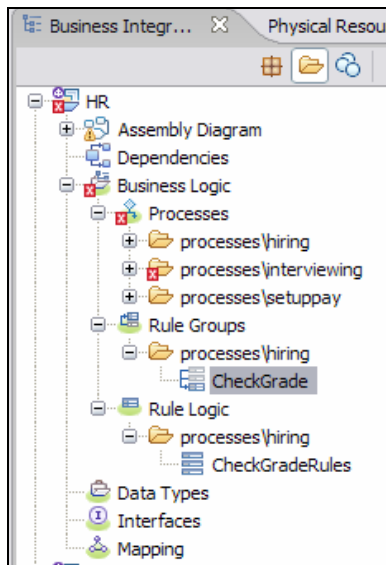 Business Integr... Physical Resou
HR
Assembly Diagram
Dependencies
Business Logic
Processes
processes\hiring
processes\interviewing
processes\setuppay
Rule Groups
processes\hiring
CheckGrade
Rule Logic
processes\hiring
CheckGradeRules
Data Types
Interfaces
Mapping